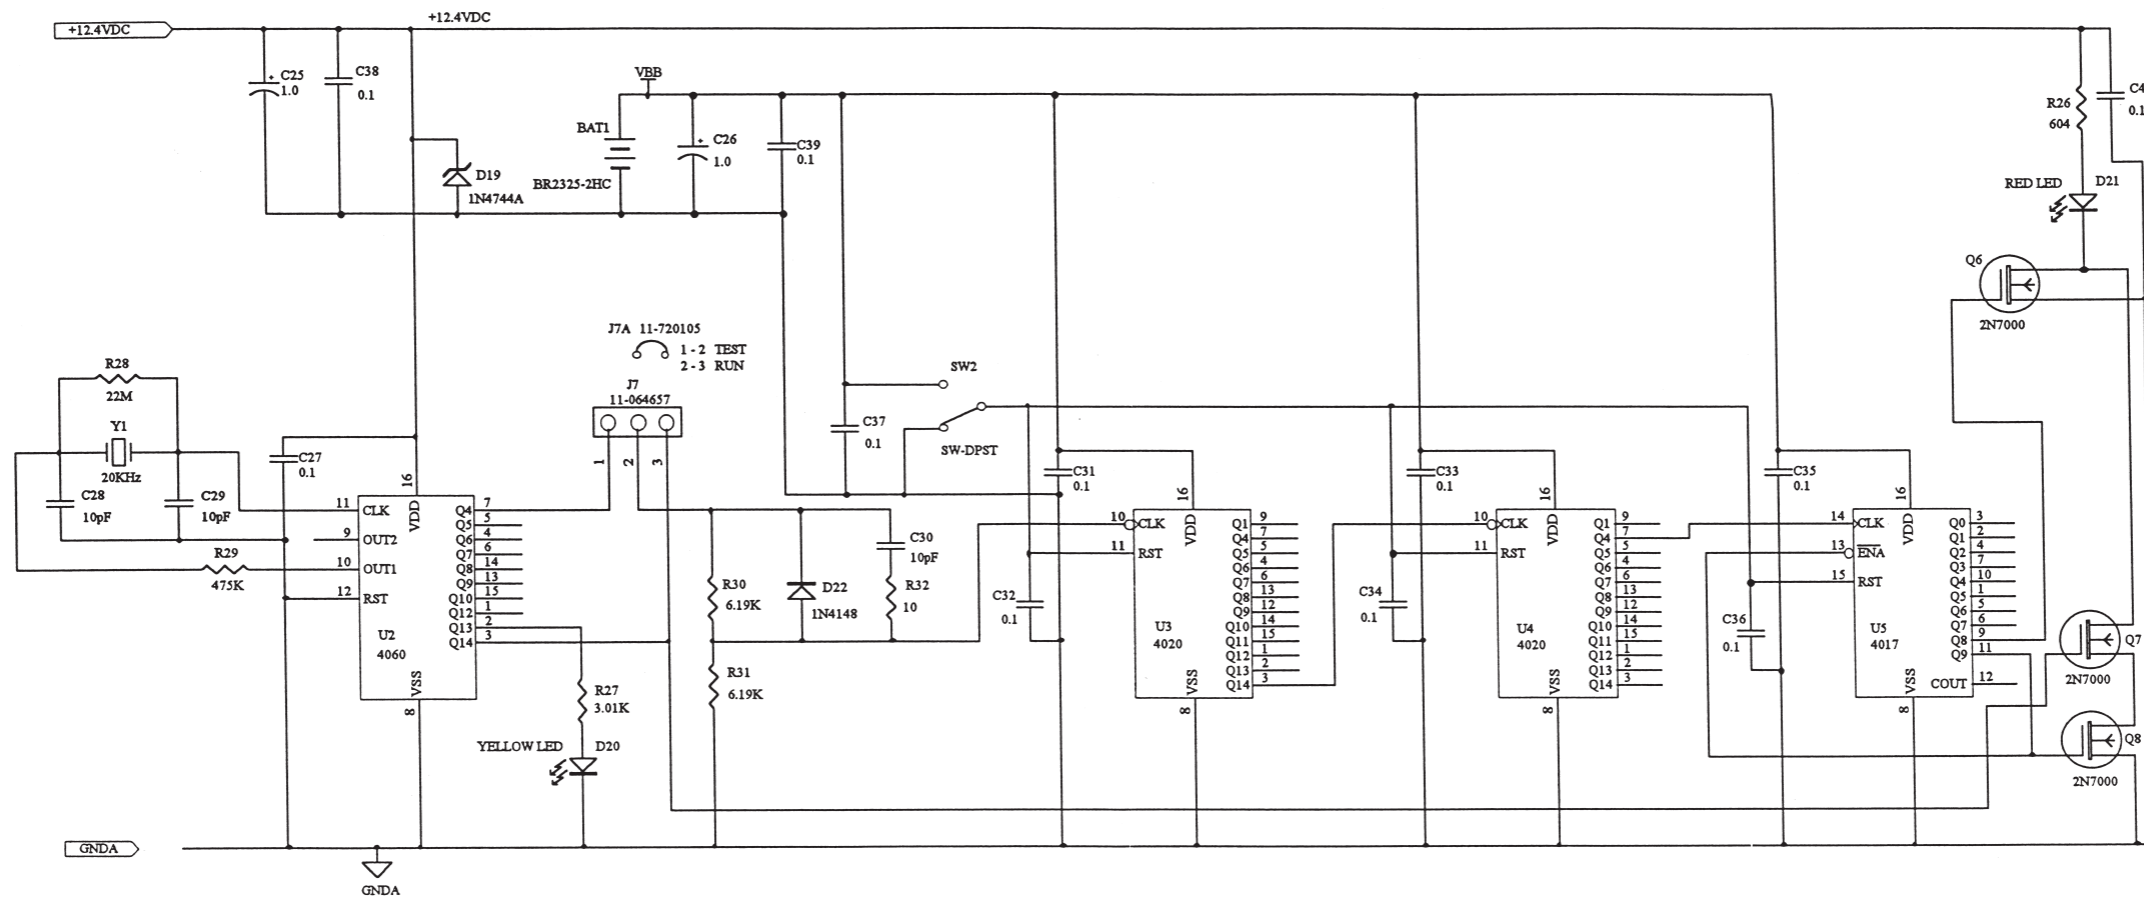 +12.4VDC
+12.4VDC
C25
1.0
C38
0.1
VBB
BAT1
BR2325-2HC
C26
1.0
C39
0.1
D19
1N4744A
R26
604
C4
0.1
RED LED
D21
Q6
2N7000
J7A 11-720105
1 - 2 TEST
2 - 3 RUN
J7
11-064657
1
2
3
SW2
SW-DPST
C37
0.1
R28
22M
Y1
20KHz
C28
10pF
C29
10pF
C27
0.1
R29
475K
16
VDD
11 CLK
9 OUT2
10 OUT1
12 RST
U2
4060
VSS
8
Q4 7
Q5 5
Q6 4
Q7 6
Q8 14
Q9 13
Q10 15
Q12 1
Q13 2
Q14 3
R27
3.01K
YELLOW LED
D20
R30
6.19K
R31
6.19K
D22
1N4148
C30
10pF
R32
10
C31
0.1
C32
0.1
16
VDD
10 CLK
11 RST
U3
4020
VSS
8
Q1 9
Q4 7
Q5 5
Q6 4
Q7 6
Q8 13
Q9 12
Q10 14
Q11 15
Q12 1
Q13 2
Q14 3
C33
0.1
C34
0.1
16
VDD
10 CLK
11 RST
U4
4020
VSS
8
Q1 9
Q4 7
Q5 5
Q6 4
Q7 6
Q8 13
Q9 12
Q10 14
Q11 15
Q12 1
Q13 2
Q14 3
C35
0.1
C36
0.1
16
VDD
14 CLK
13 ENA
15 RST
U5
4017
VSS
8
Q0 3
Q1 2
Q2 4
Q3 7
Q4 10
Q5 1
Q6 5
Q7 6
Q8 9
Q9 11
COUT 12
Q7
2N7000
Q8
2N7000
GNDA
GNDA